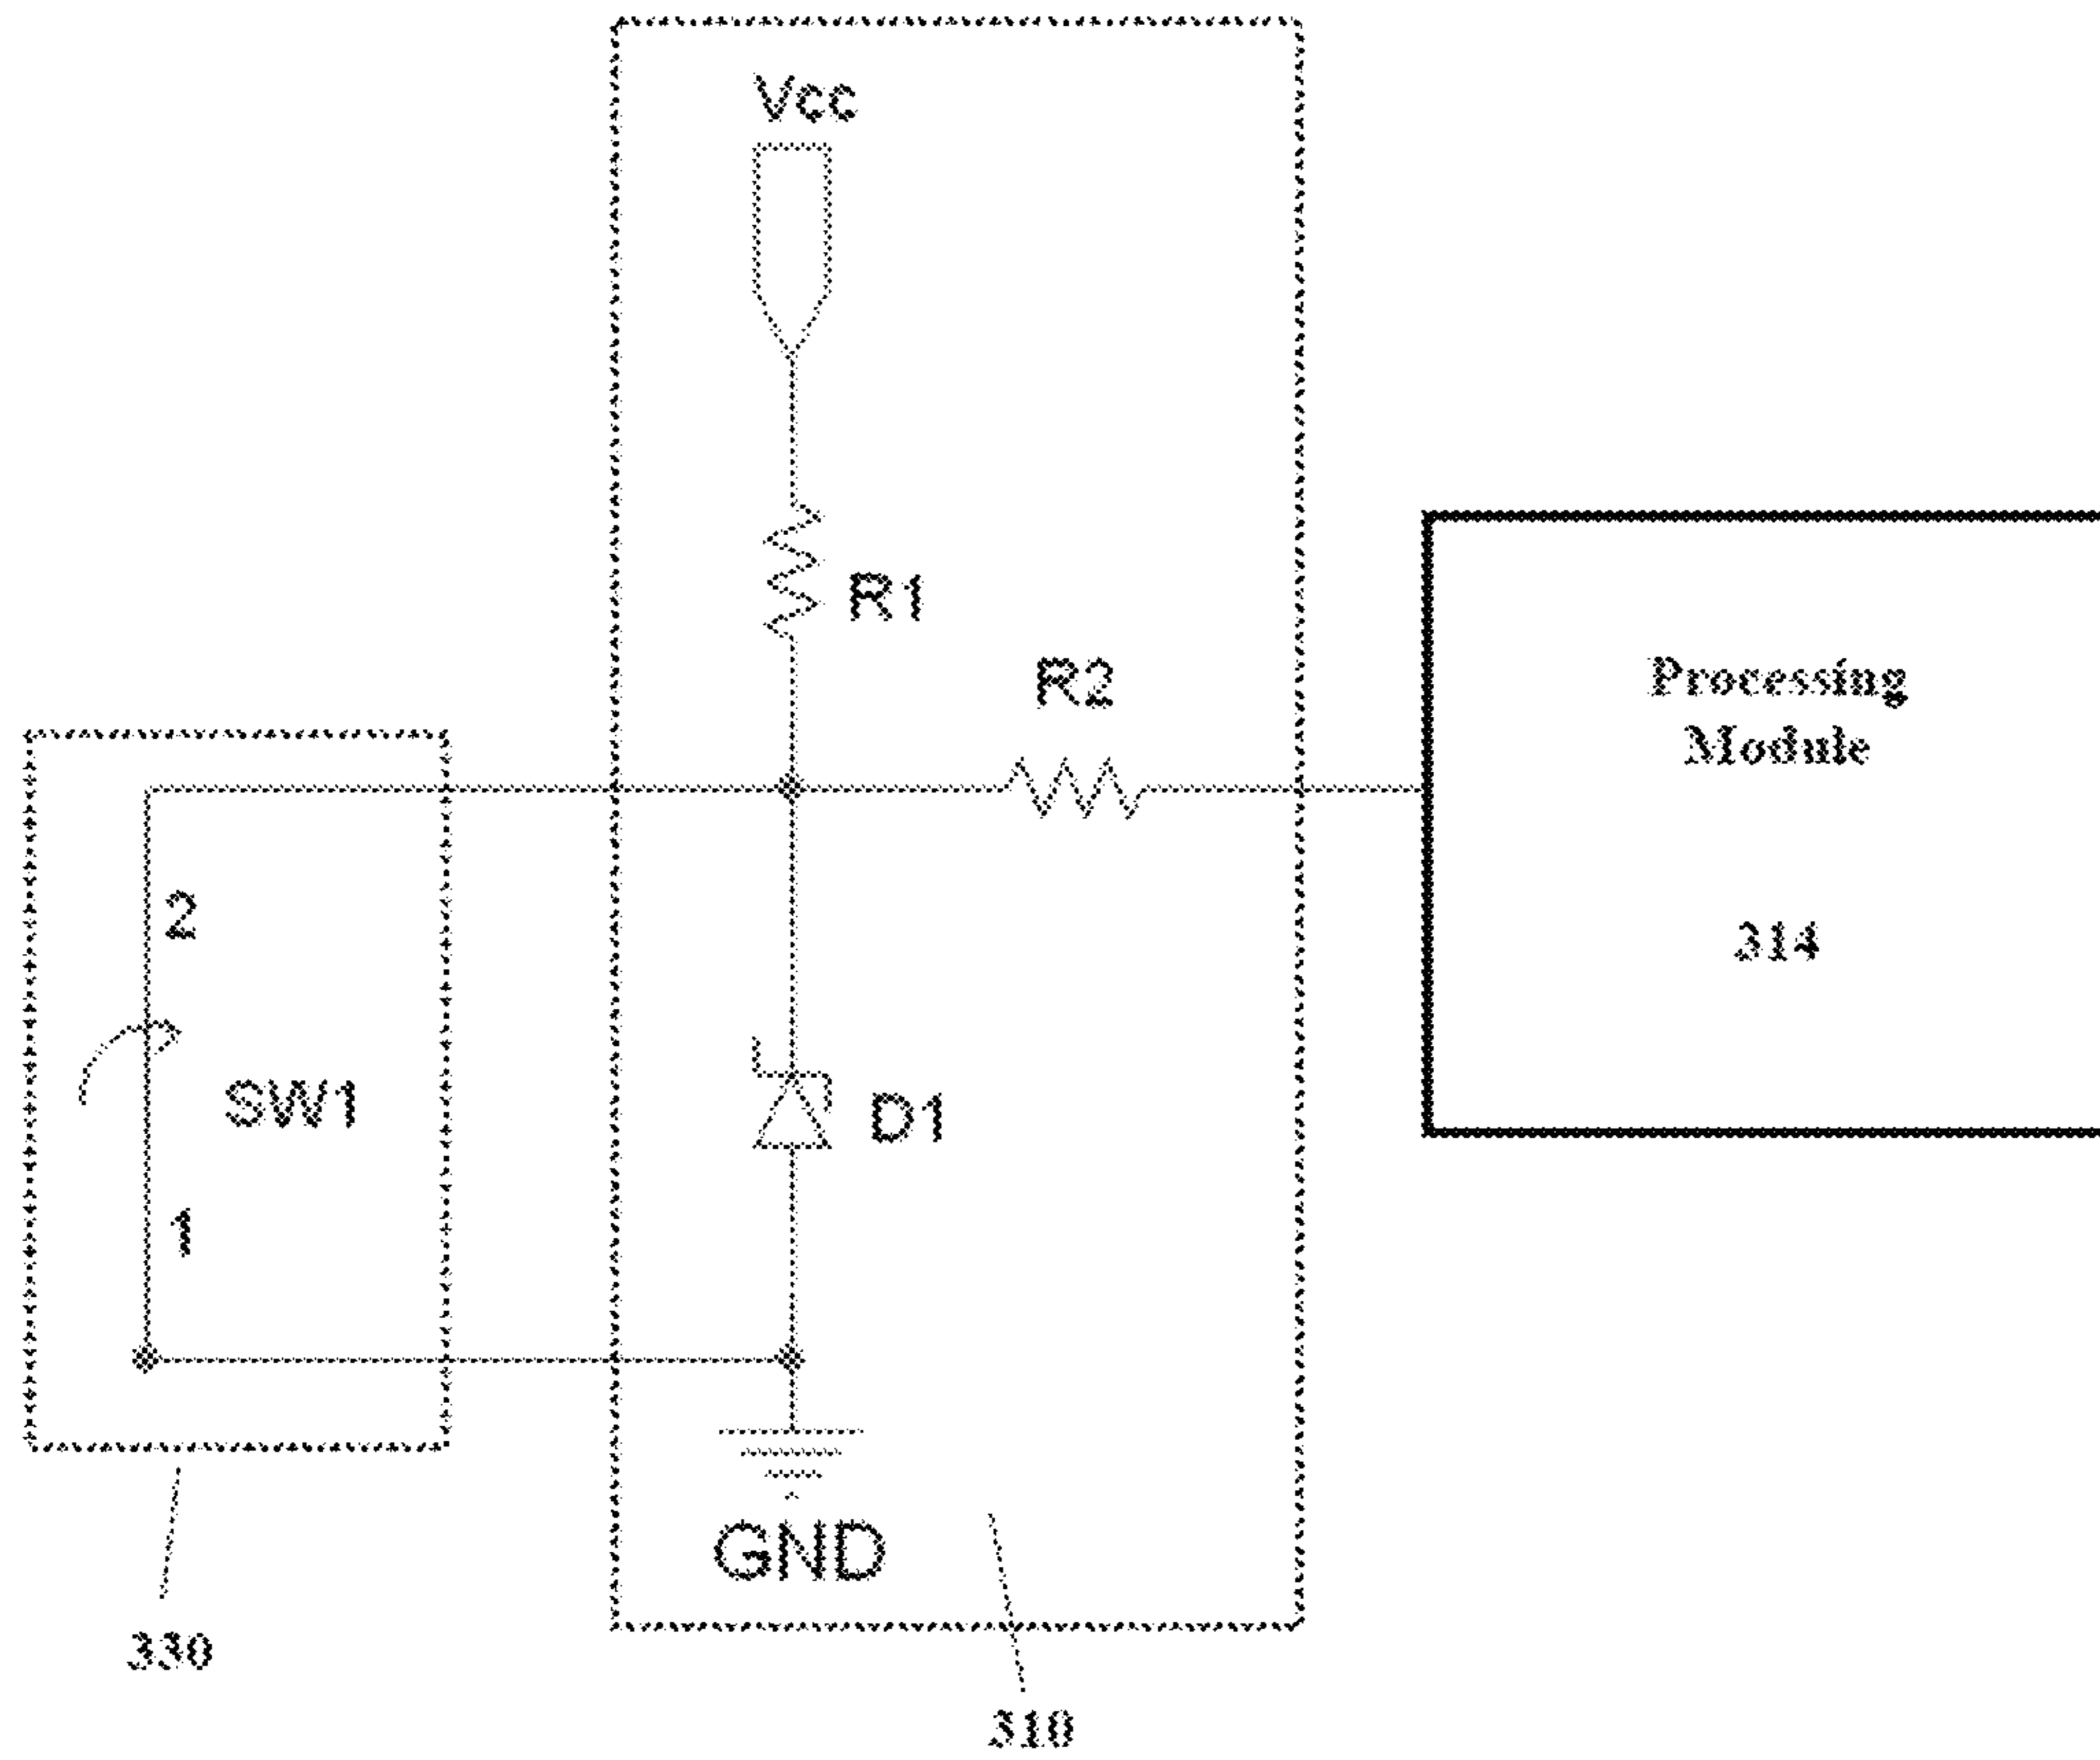 Vcc
R1
R2
Processing
Module
2
314
SW1
D1
1
GND
330
310